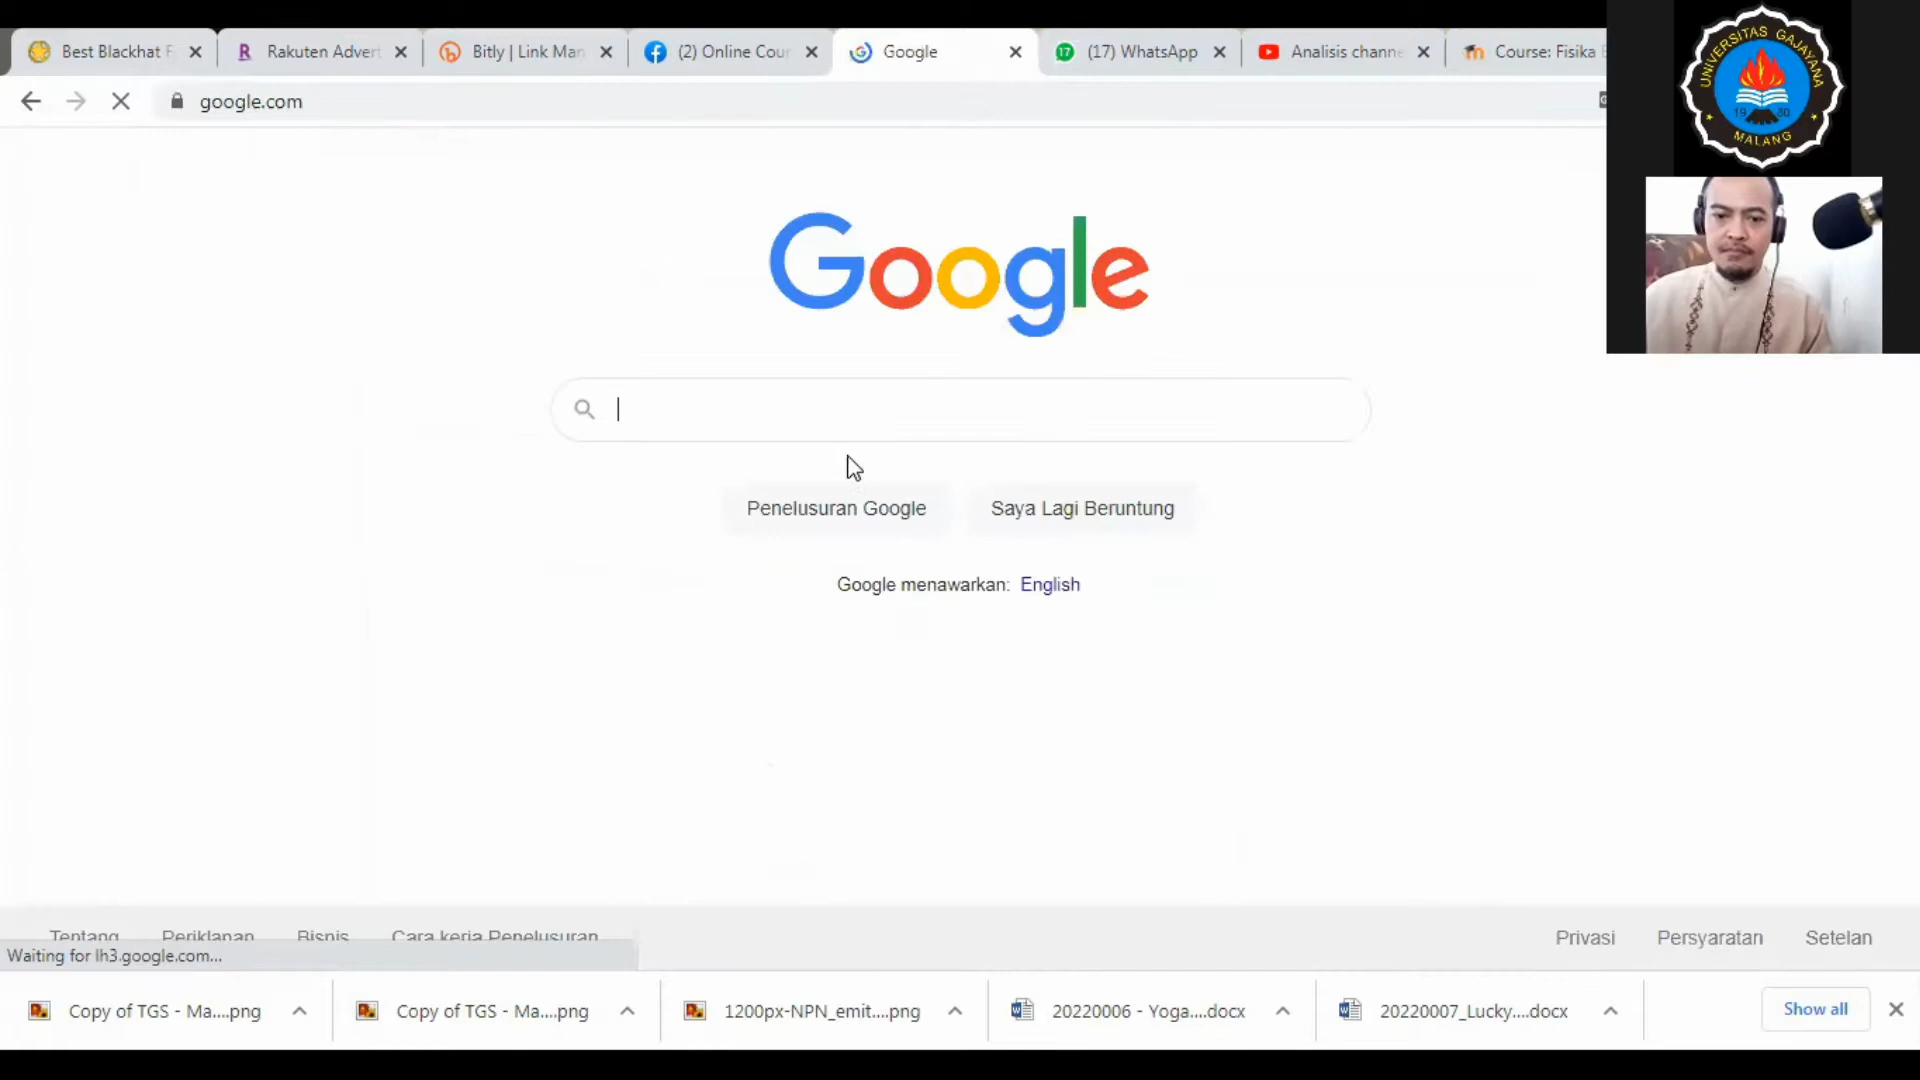 Best Blackhat F
Rakuten Advert
Bitly | Link Man
(2) Online Cour
Google
17
(17) WhatsApp
Analisis channe
Course: Fisika
google.com
UNIVERSITAS GAJAYANA
1980
MALANG
Google
Penelusuran Google
Saya Lagi Beruntung
Google menawarkan: English
Tentang
Periklanan
Bisnis
Cara kerja Penelusuran
Privasi
Persyaratan
Setelan
Waiting for lh3.google.com...
Copy of TGS - Ma....png
Copy of TGS - Ma....png
1200px-NPN_emit....png
20220006 - Yoga....docx
20220007_Lucky....docx
Show all